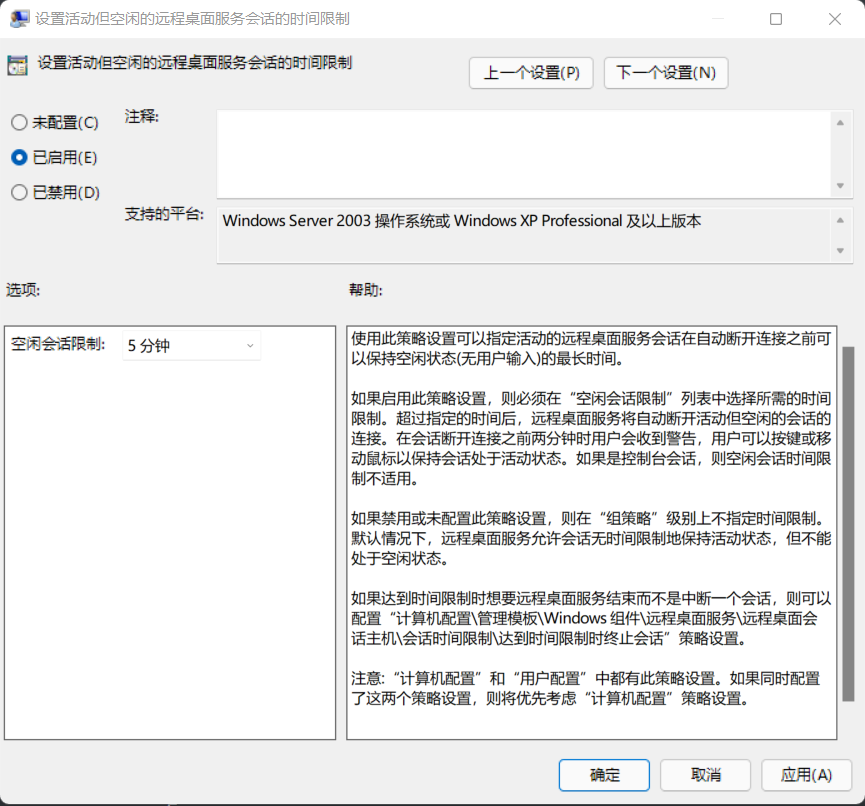 设置活动但空闲的远程桌面服务会话的时间限制
设置活动但空闲的远程桌面服务会话的时间限制
上一个设置(P)
下一个设置(N)
未配置(C)
已启用(E)
已禁用(D)
注释:
支持的平台:
Windows Server 2003 操作系统或 Windows XP Professional 及以上版本
选项:
帮助:
空闲会话限制:
5 分钟
使用此策略设置可以指定活动的远程桌面服务会话在自动断开连接之前可
以保持空闲状态(无用户输入)的最长时间。
如果启用此策略设置，则必须在“空闲会话限制”列表中选择所需的时间
限制。超过指定的时间后，远程桌面服务将自动断开活动但空闲的会话的
连接。在会话断开连接之前两分钟时用户会收到警告，用户可以按键或移
动鼠标以保持会话处于活动状态。如果是控制台会话，则空闲会话时间限
制不适用。
如果禁用或未配置此策略设置，则在“组策略”级别上不指定时间限制。
默认情况下，远程桌面服务允许会话无时间限制地保持活动状态，但不能
处于空闲状态。
如果达到时间限制时想要远程桌面服务结束而不是中断一个会话，则可以
配置“计算机配置\管理模板\Windows 组件\远程桌面服务\远程桌面会
话主机\会话时间限制\达到时间限制时终止会话”策略设置。
注意:“计算机配置”和“用户配置”中都有此策略设置。如果同时配置
了这两个策略设置，则将优先考虑“计算机配置”策略设置。
确定
取消
应用(A)